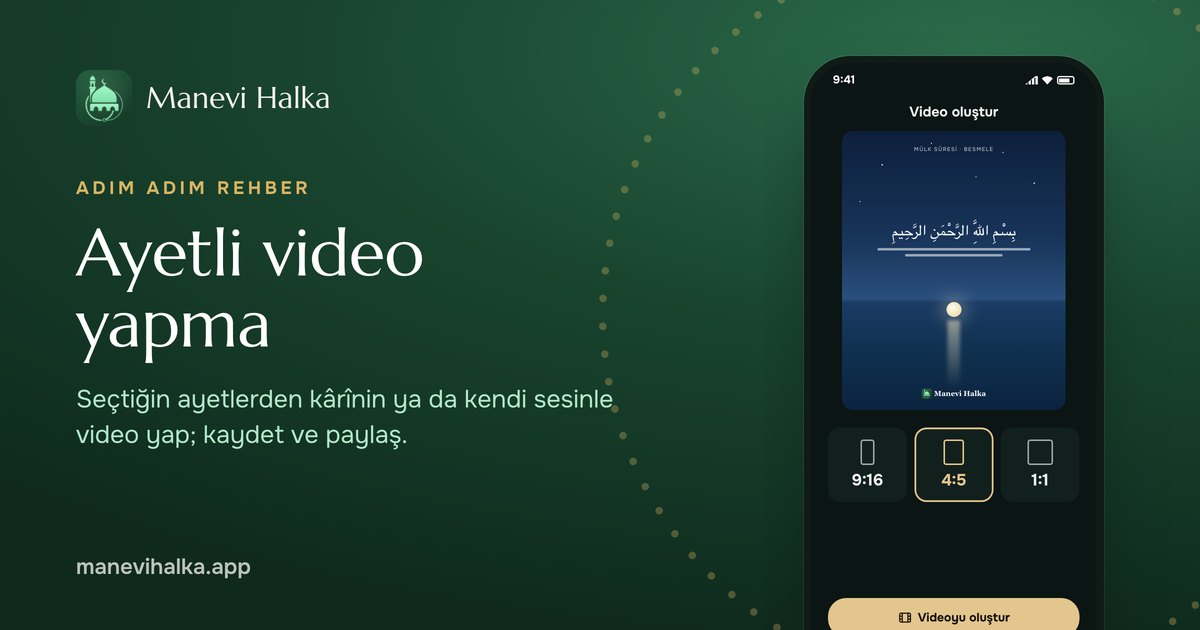 Manevi Halka
ADIM ADIM REHBER
Ayetli video
yapma
Seçtiğin ayetlerden kârînin ya da kendi sesinle
video yap; kaydet ve paylaş.
manevihalka.app
9:41
Video oluştur
MÜLK SÛRESİ · BESMELE
بِسْمِ اللهِ الرَّحْمَنِ الرَّحِيمِ
Manevi Halka
9:16
4:5
1:1
Videoyu oluştur